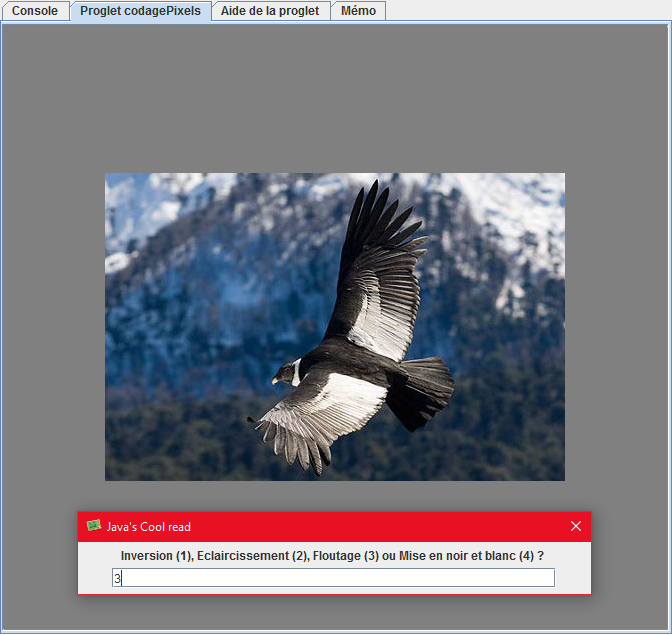 Console
Proglet codagePixels
Aide de la proglet
Mémo
Java's Cool read
Inversion (1), Eclaircissement (2), Floutage (3) ou Mise en noir et blanc (4) ?
3